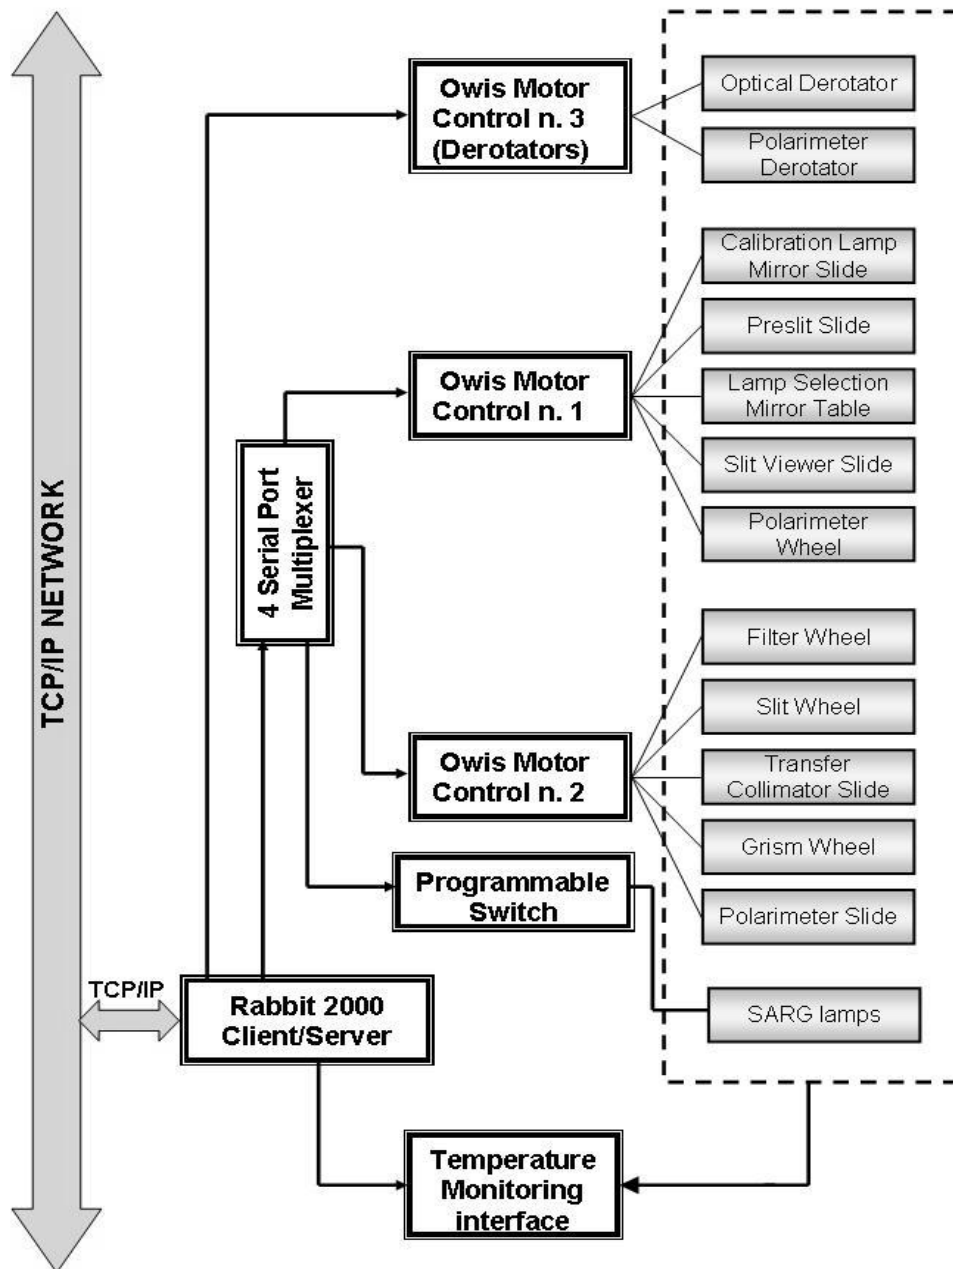 Owis Motor
Control n. 3
(Derotators)
Optical Derotator
Polarimeter
Derotator
Calibration Lamp
Mirror Slide
Preslit Slide
Owis Motor
Control n. 1
Lamp Selection
Mirror Table
Slit Viewer Slide
Polarimeter
Wheel
4 Serial Port
Multiplexer
TCP/IP NETWORK
Filter Wheel
Slit Wheel
Owis Motor
Control n. 2
Transfer
Collimator Slide
Grism Wheel
Programmable
Switch
Polarimeter Slide
TCP/IP
Rabbit 2000
Client/Server
SARG lamps
Temperature
Monitoring
interface